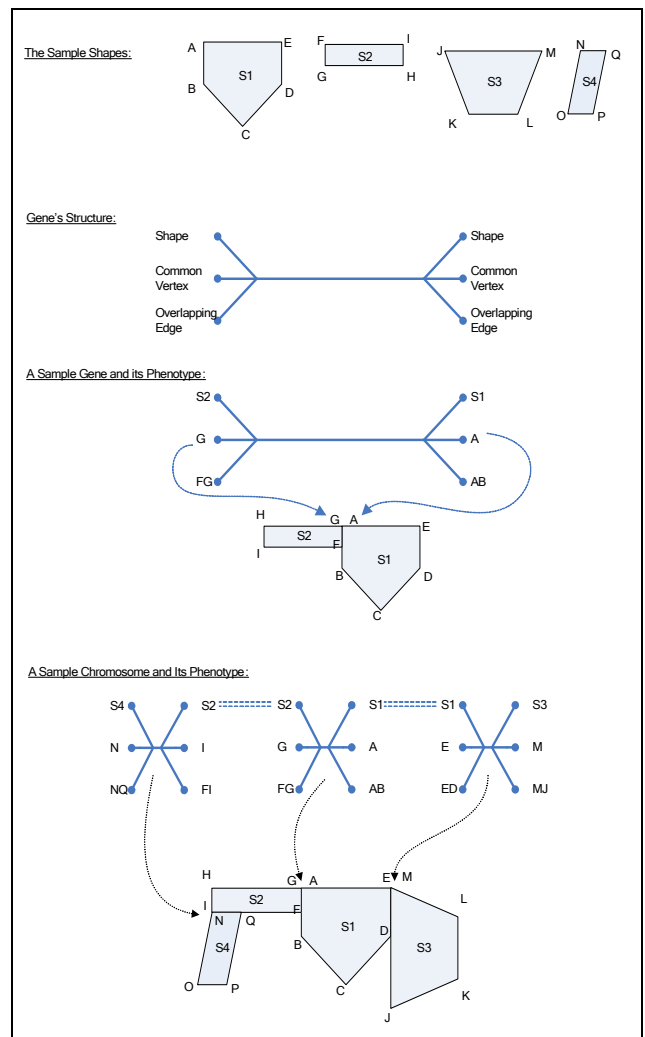 The Sample Shapes:
A E F I J M N Q
S1 S2 S3 S4
B D G H K L O P
C
Gene's Structure:
Shape Shape
Common Vertex Common Vertex
Overlapping Edge Overlapping Edge
A Sample Gene and its Phenotype:
S2 S1
G A
FG AB
H G A E
S2 F S1
I B D
C
A Sample Chromosome and Its Phenotype:
S4 S2 S2 S1 S1 S3
N I G A E M
NQ FI FG AB ED MJ
H G A E M
I S2 F L
N Q S1 D
S4 B S3
O P C K
J